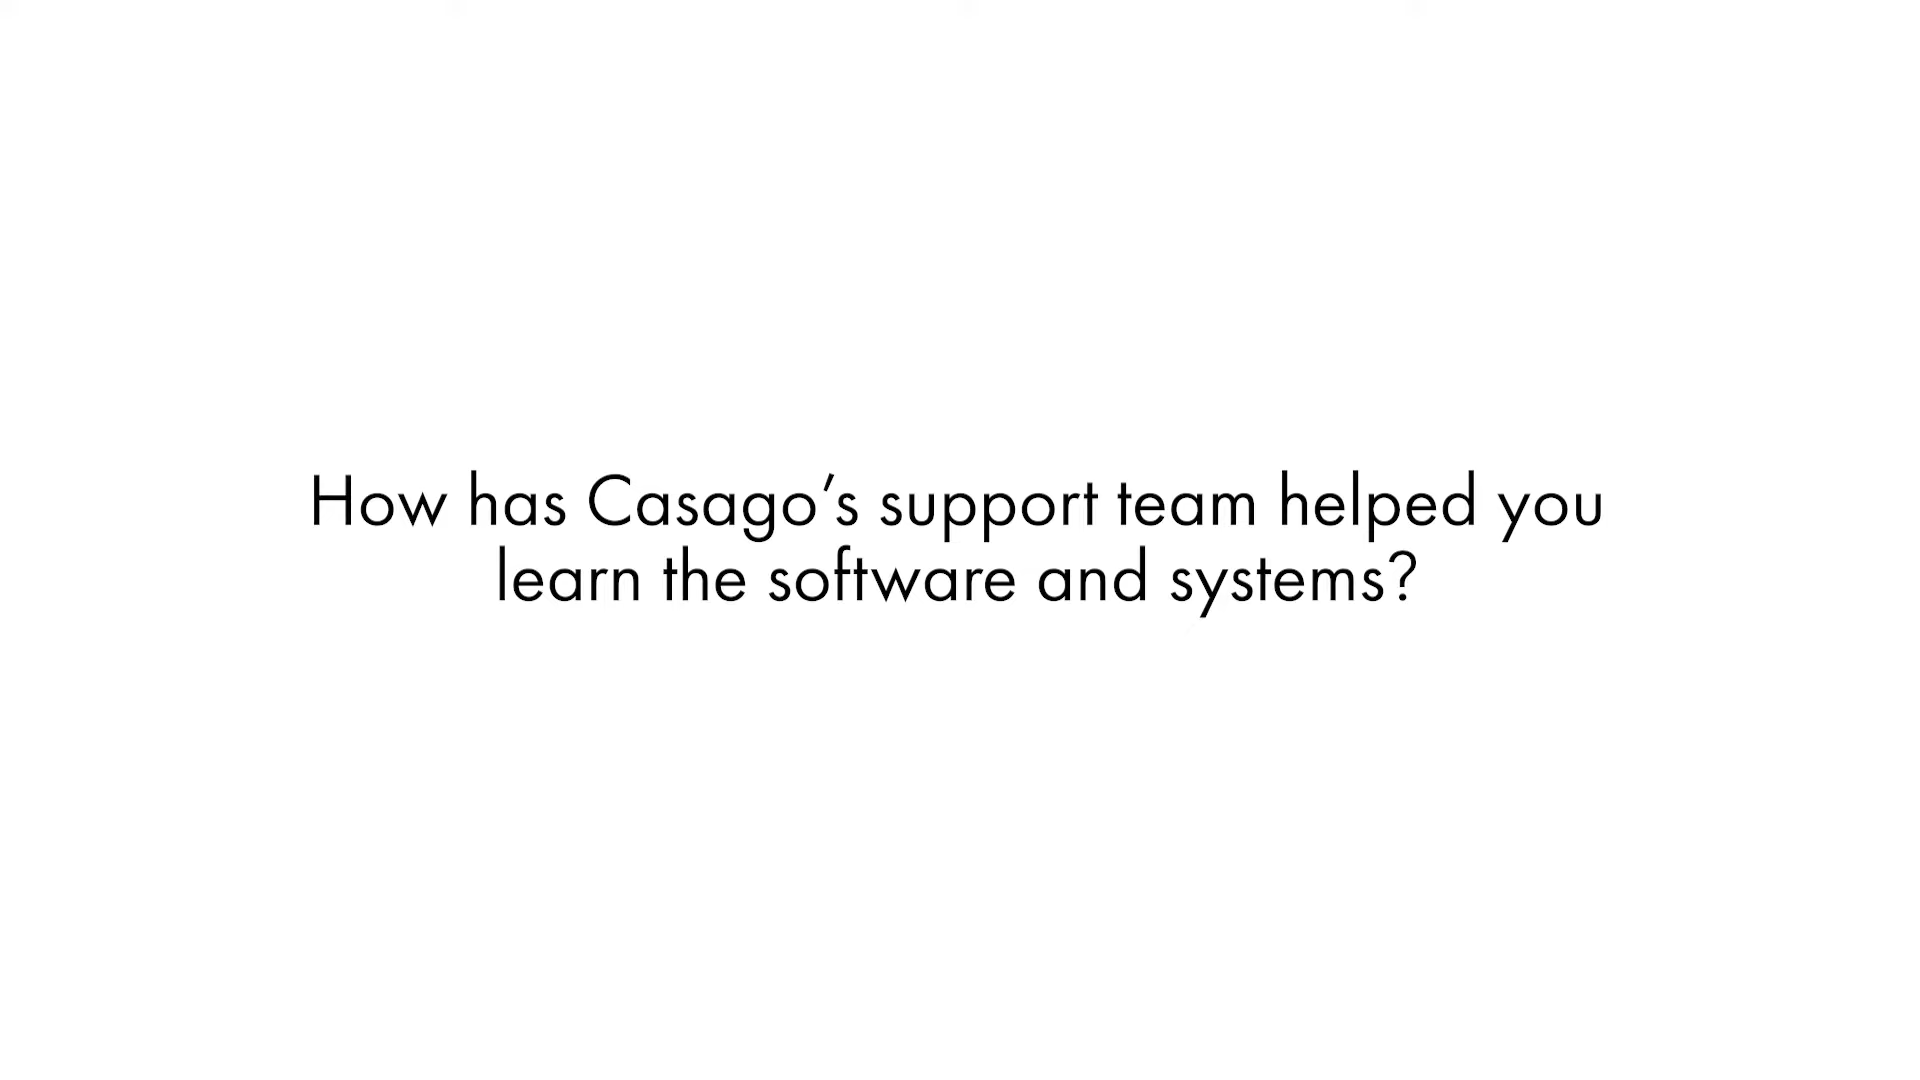 How has Casago’s support team helped you
learn the software and systems?